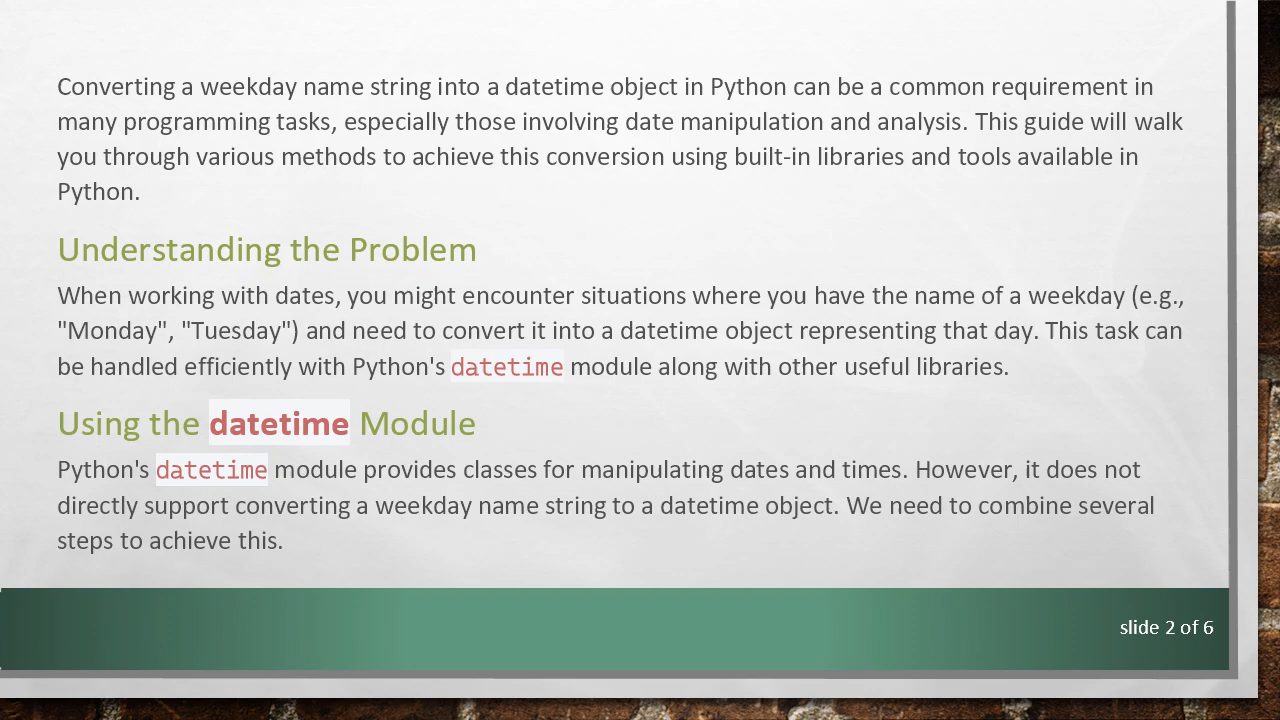 Converting a weekday name string into a datetime object in Python can be a common requirement in
many programming tasks, especially those involving date manipulation and analysis. This guide will walk
you through various methods to achieve this conversion using built-in libraries and tools available in
Python.
Understanding the Problem
When working with dates, you might encounter situations where you have the name of a weekday (e.g.,
"Monday", "Tuesday") and need to convert it into a datetime object representing that day. This task can
be handled efficiently with Python's datetime module along with other useful libraries.
Using the datetime Module
Python's datetime module provides classes for manipulating dates and times. However, it does not
directly support converting a weekday name string to a datetime object. We need to combine several
steps to achieve this.
slide 2 of 6